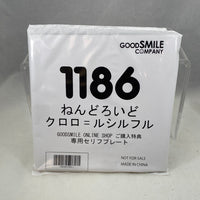 GOODSMILE
COMPANY
1186
ねんどろいど
クロロ＝ルシルフル
GOODSMILE ONLINE SHOP ご購入特典
専用セリフプレート
NOT FOR SALE
MADE IN CHINA